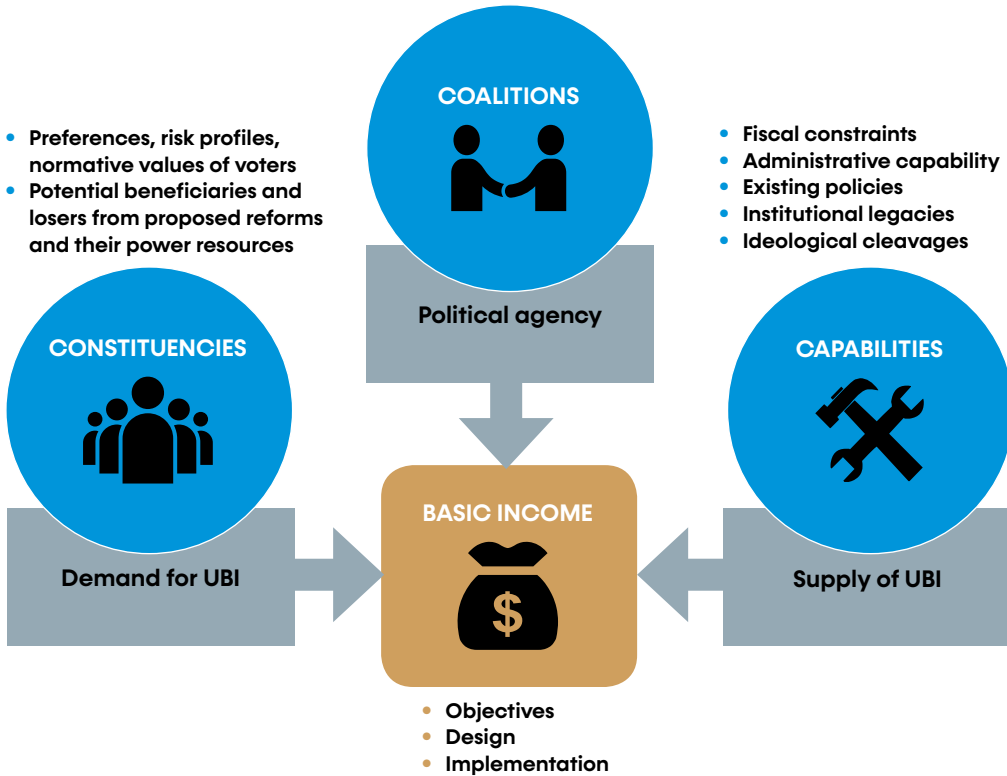 COALITIONS
Political agency
• Preferences, risk profiles,
normative values of voters
• Potential beneficiaries and
losers from proposed reforms
and their power resources
CONSTITUENCIES
Demand for UBI
• Fiscal constraints
• Administrative capability
• Existing policies
• Institutional legacies
• Ideological cleavages
CAPABILITIES
Supply of UBI
BASIC INCOME
$
• Objectives
• Design
• Implementation